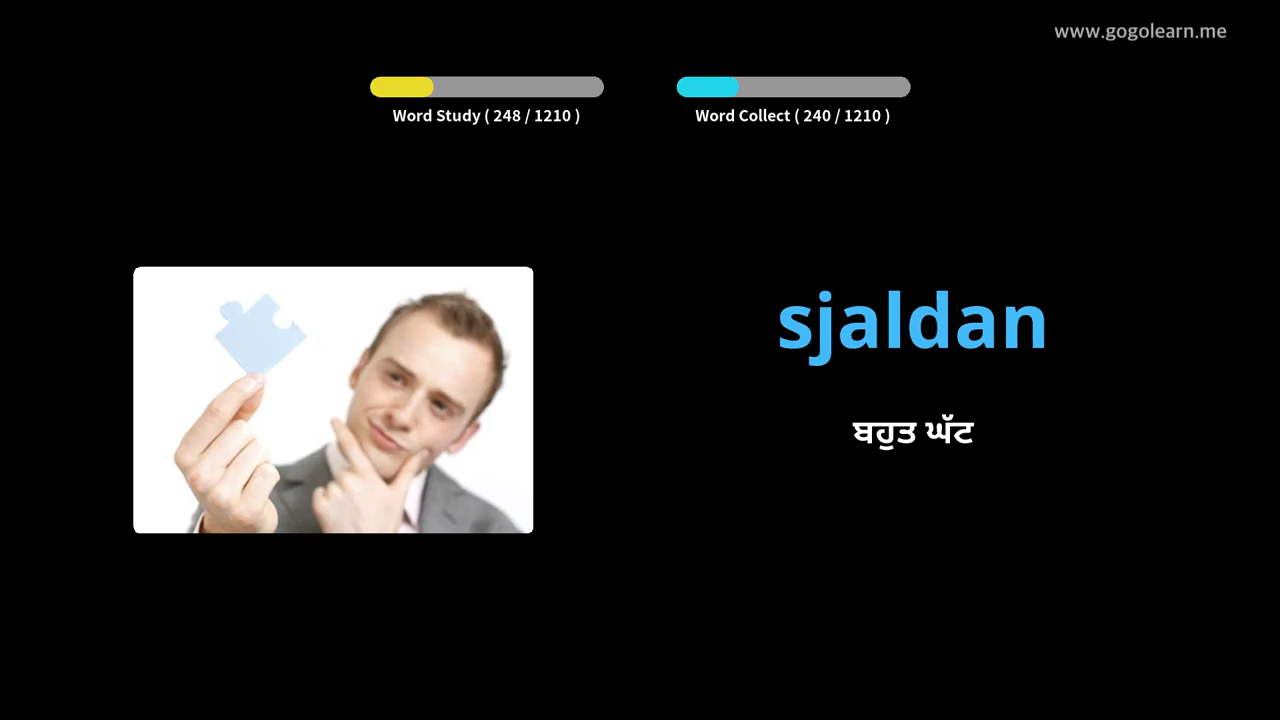 www.gogolearn.me
Word Study ( 248 / 1210 )
Word Collect ( 240 / 1210 )
sjaldan
ਬਹੁਤ ਘੱਟ